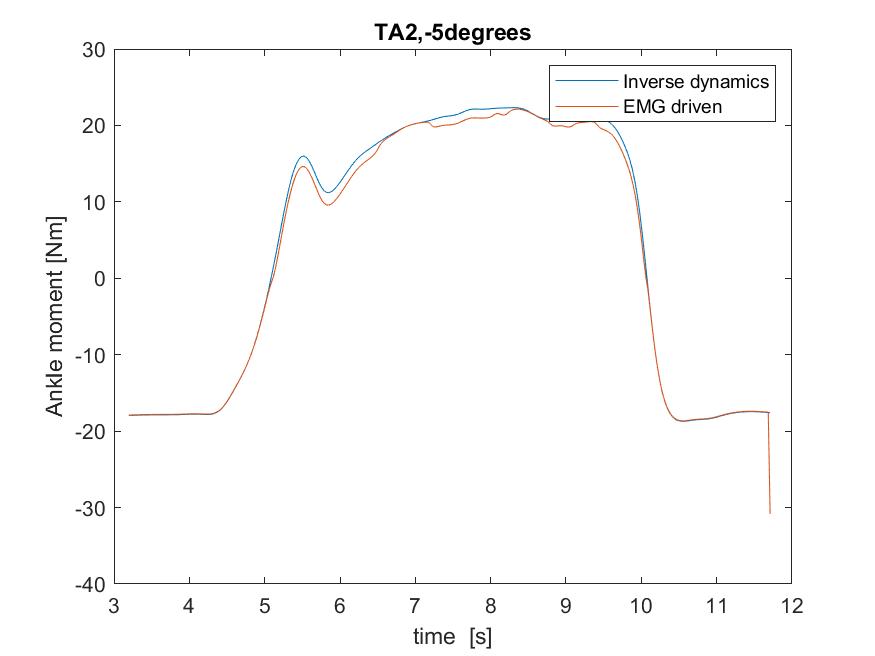 TA2,-5degrees
30
20
10
0
-10
-20
-30
-40
Ankle moment [Nm]
Inverse dynamics
EMG driven
3 4 5 6 7 8 9 10 11 12
time [s]